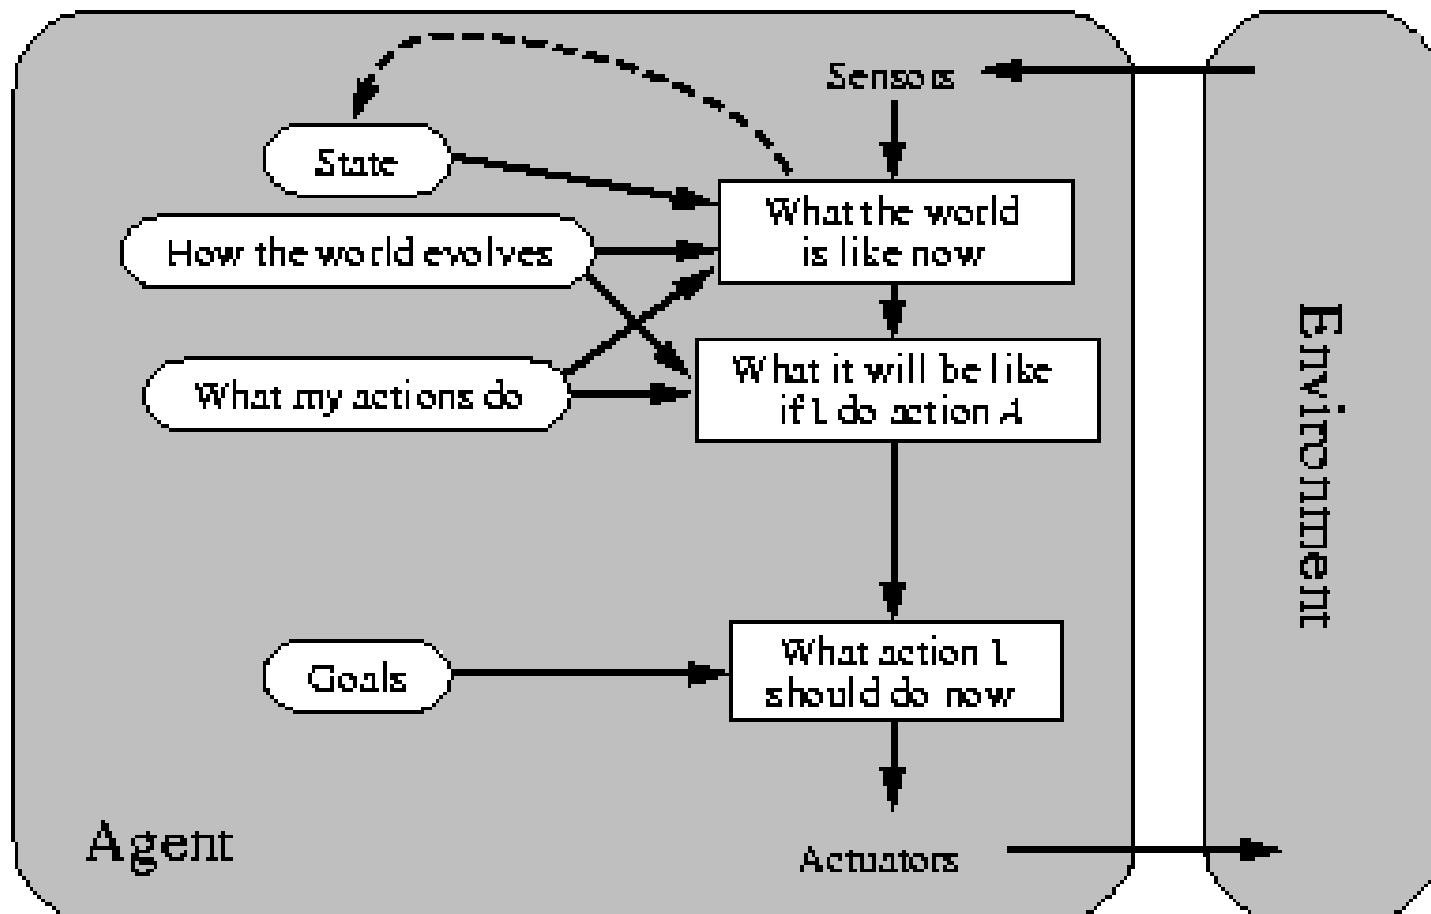 Sensors
State
What the world
is like now
How the world evolves
What it will be like
if I do action A
What my actions do
Environment
Goals
What action I
should do now
Agent
Actuators